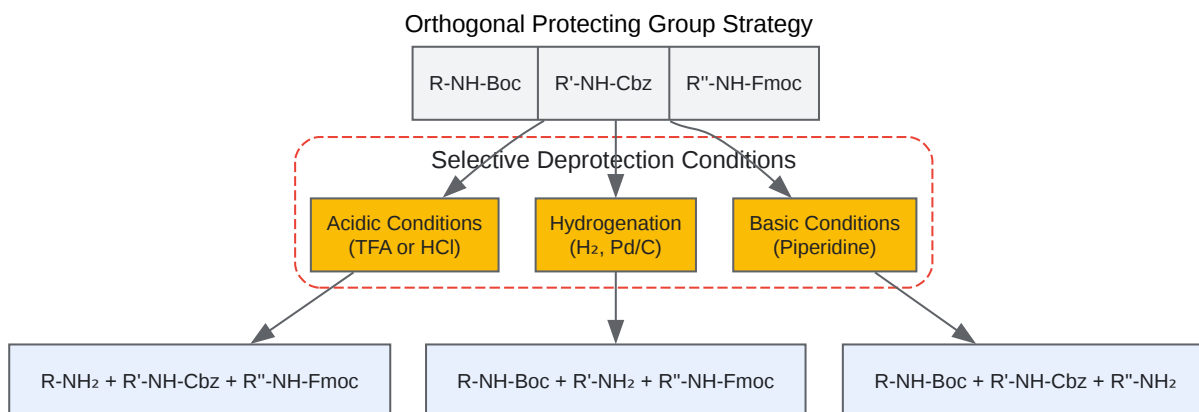 Orthogonal Protecting Group Strategy
R-NH-Boc
R'-NH-Cbz
R''-NH-Fmoc
Selective Deprotection Conditions
Acidic Conditions
(TFA or HCl)
Hydrogenation
(H₂, Pd/C)
Basic Conditions
(Piperidine)
R-NH₂ + R'-NH-Cbz + R''-NH-Fmoc
R-NH-Boc + R'-NH₂ + R''-NH-Fmoc
R-NH-Boc + R'-NH-Cbz + R''-NH₂